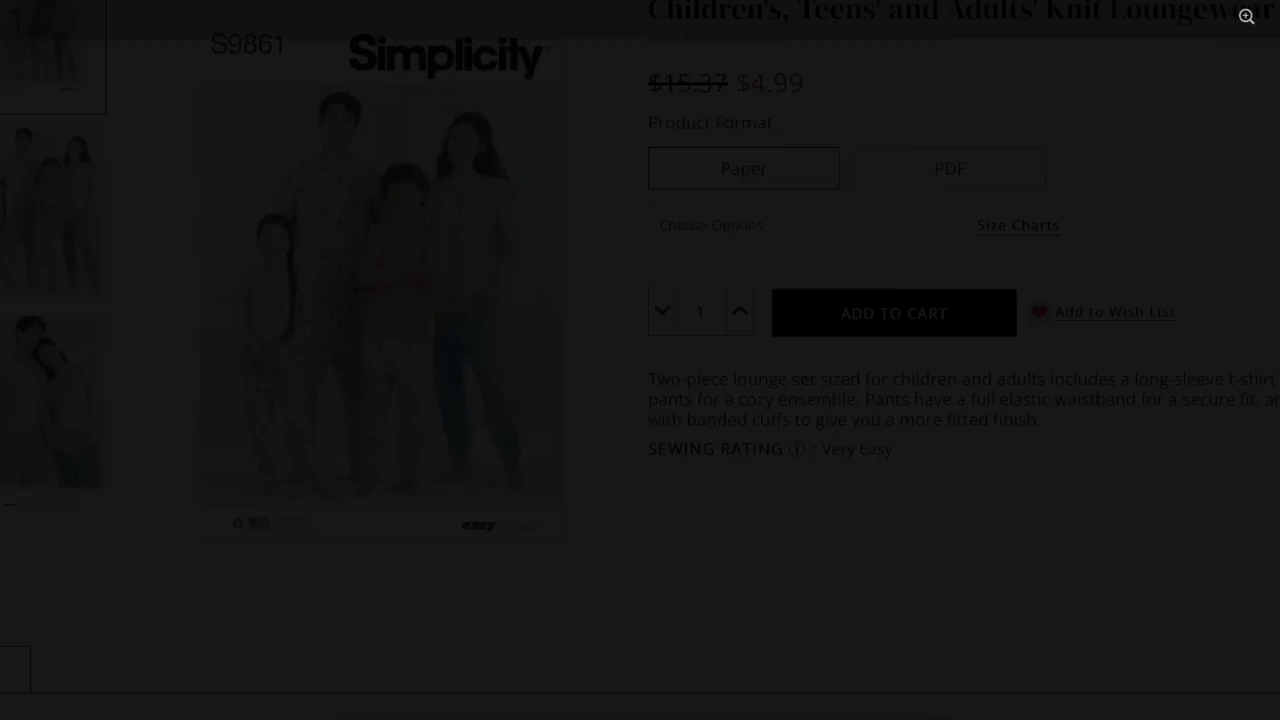 Children's, Teens' and Adults' Knit Loungewear
S9861
Simplicity
$15.37 $4.99
Product Format
Paper
PDF
Choose Options
Size Charts
1
ADD TO CART
Add to Wish List
Two-piece lounge set sized for children and adults includes a long-sleeve t-shirt
pants for a cozy ensemble. Pants have a full elastic waistband for a secure fit,
with banded cuffs to give you a more fitted finish.
SEWING RATING ⓘ : Very Easy
easy